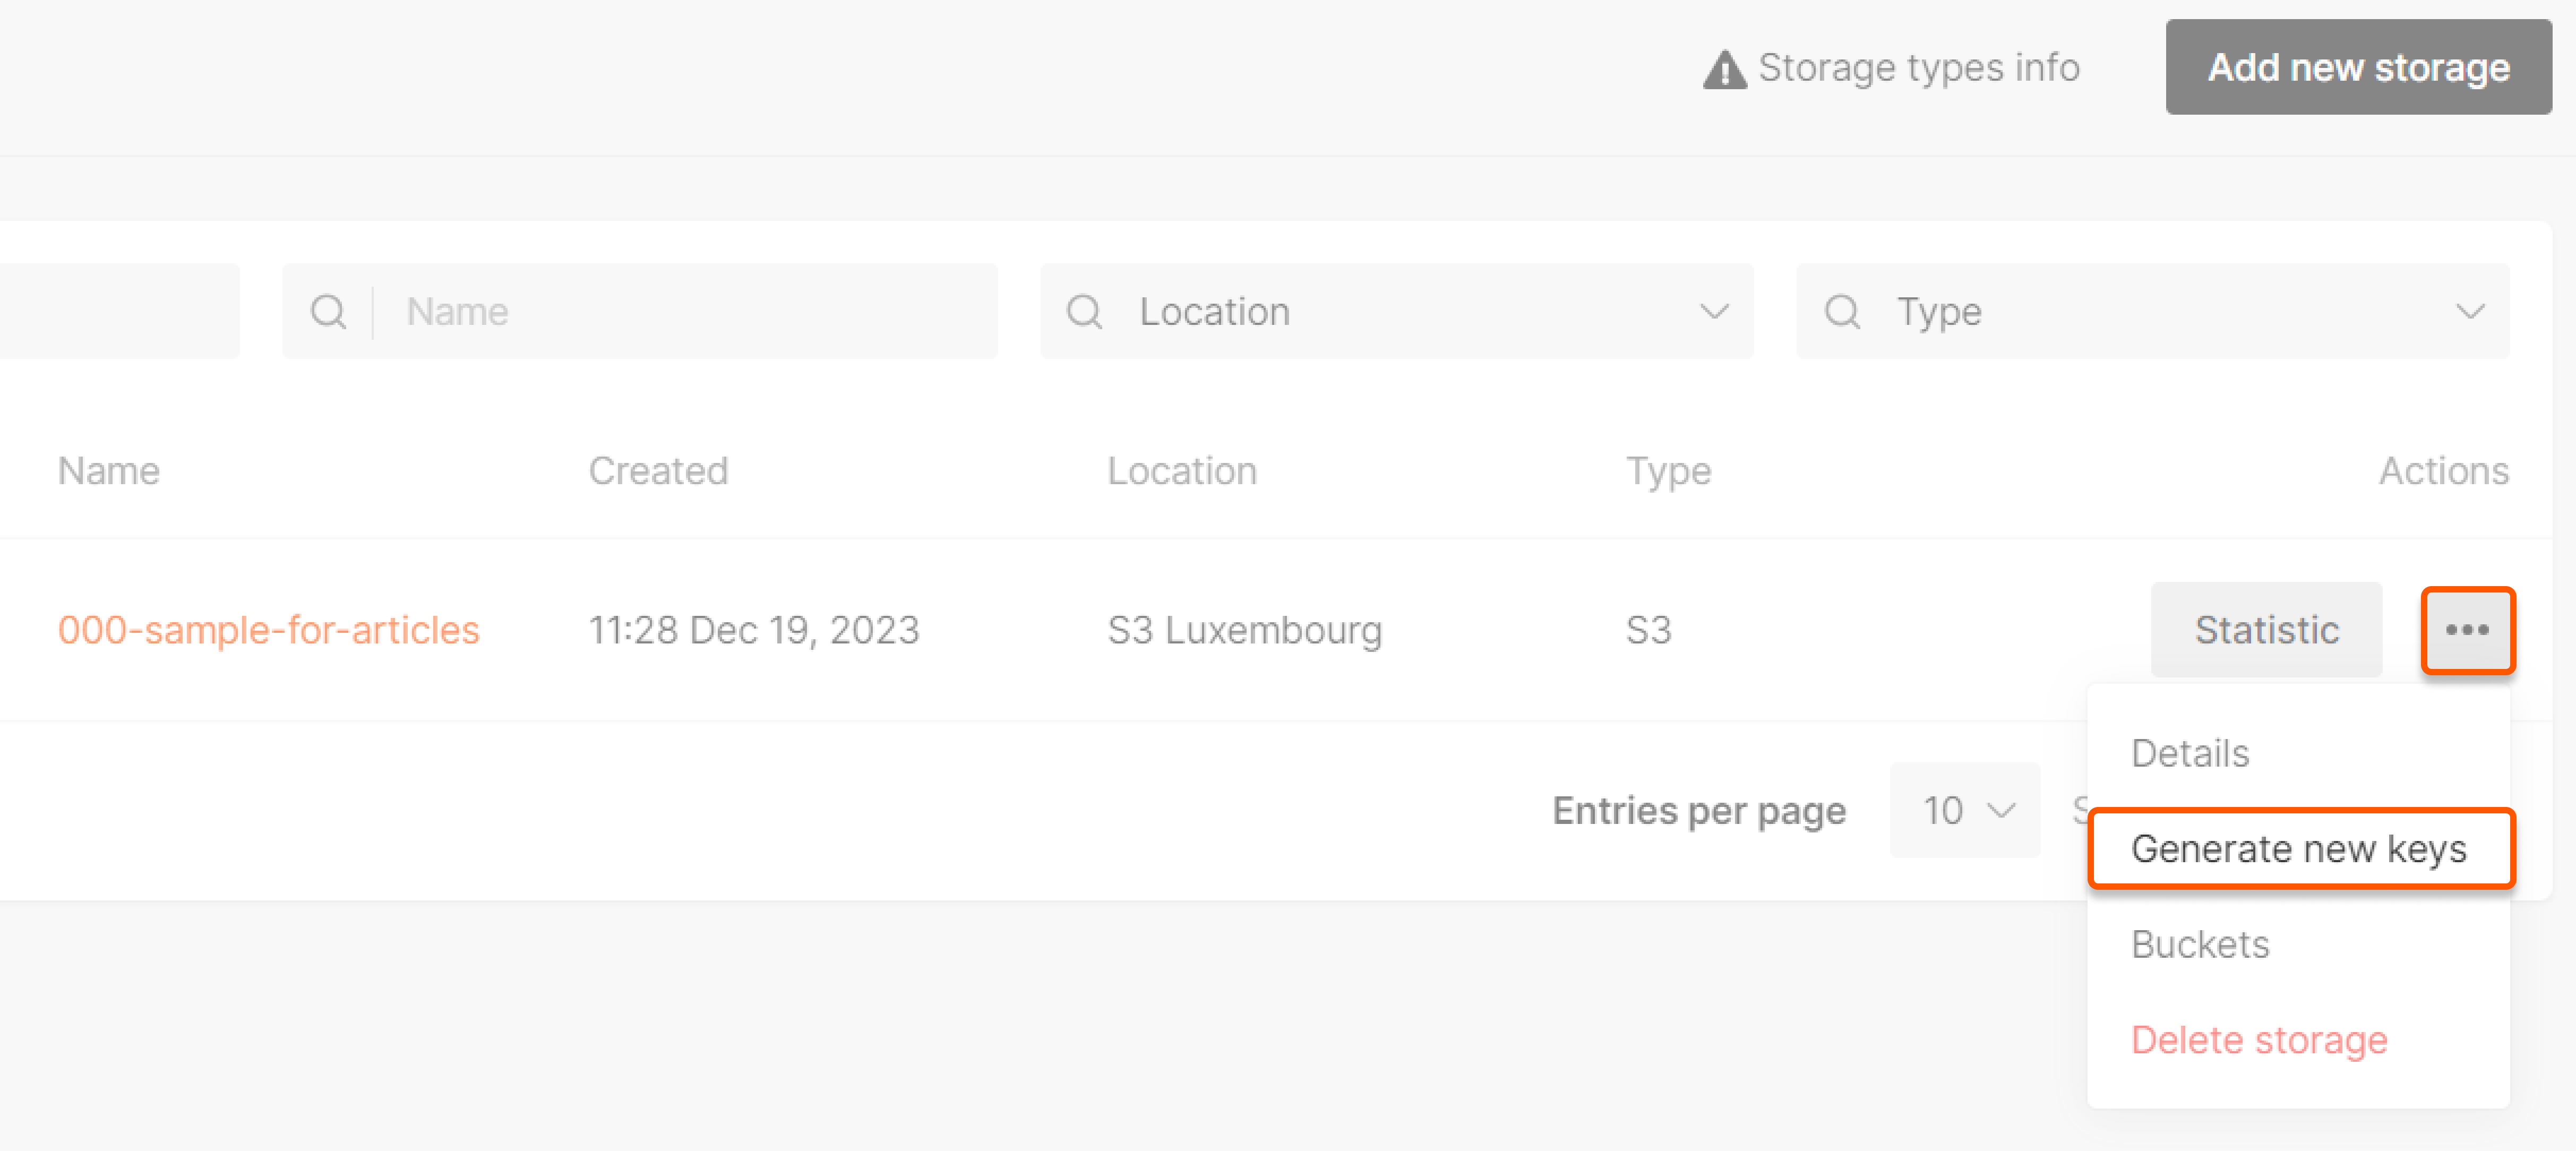 Storage types info
Add new storage
Name
Location
Type
Name
Created
Location
Type
Actions
000-sample-for-articles
11:28 Dec 19, 2023
S3 Luxembourg
S3
Statistic
Details
Entries per page
10
Generate new keys
Buckets
Delete storage